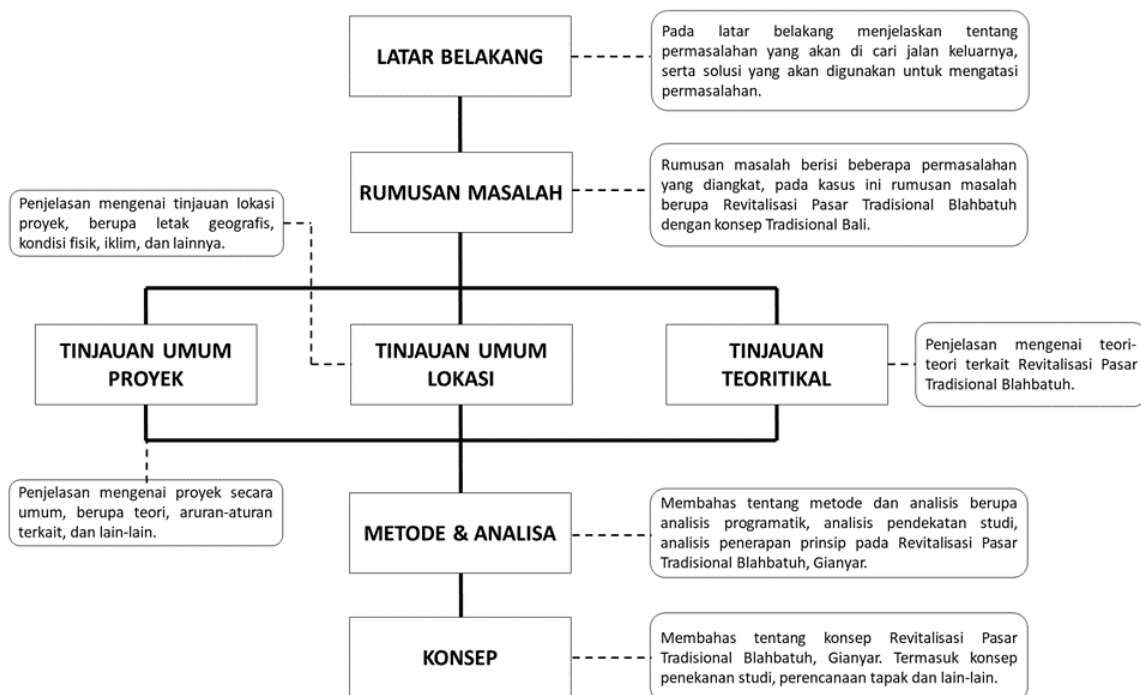 LATAR BELAKANG
Pada latar belakang menjelaskan tentang
permasalahan yang akan di cari jalan keluarnya,
serta solusi yang akan digunakan untuk mengatasi
permasalahan.
RUMUSAN MASALAH
Rumusan masalah berisi beberapa permasalahan
yang diangkat, pada kasus ini rumusan masalah
berupa Revitalisasi Pasar Tradisional Blahbatuh
dengan konsep Tradisional Bali.
Penjelasan mengenai tinjauan lokasi
proyek, berupa letak geografis,
kondisi fisik, iklim, dan lainnya.
TINJAUAN UMUM
PROYEK
TINJAUAN UMUM
LOKASI
TINJAUAN
TEORITIKAL
Penjelasan mengenai teori-
teori terkait Revitalisasi Pasar
Tradisional Blahbatuh.
Penjelasan mengenai proyek secara
umum, berupa teori, aruran-aturan
terkait, dan lain-lain.
METODE & ANALISA
Membahas tentang metode dan analisis berupa
analisis programatik, analisis pendekatan studi,
analisis penerapan prinsip pada Revitalisasi Pasar
Tradisional Blahbatuh, Gianyar.
KONSEP
Membahas tentang konsep Revitalisasi Pasar
Tradisional Blahbatuh, Gianyar. Termasuk konsep
penekanan studi, perencanaan tapak dan lain-lain.